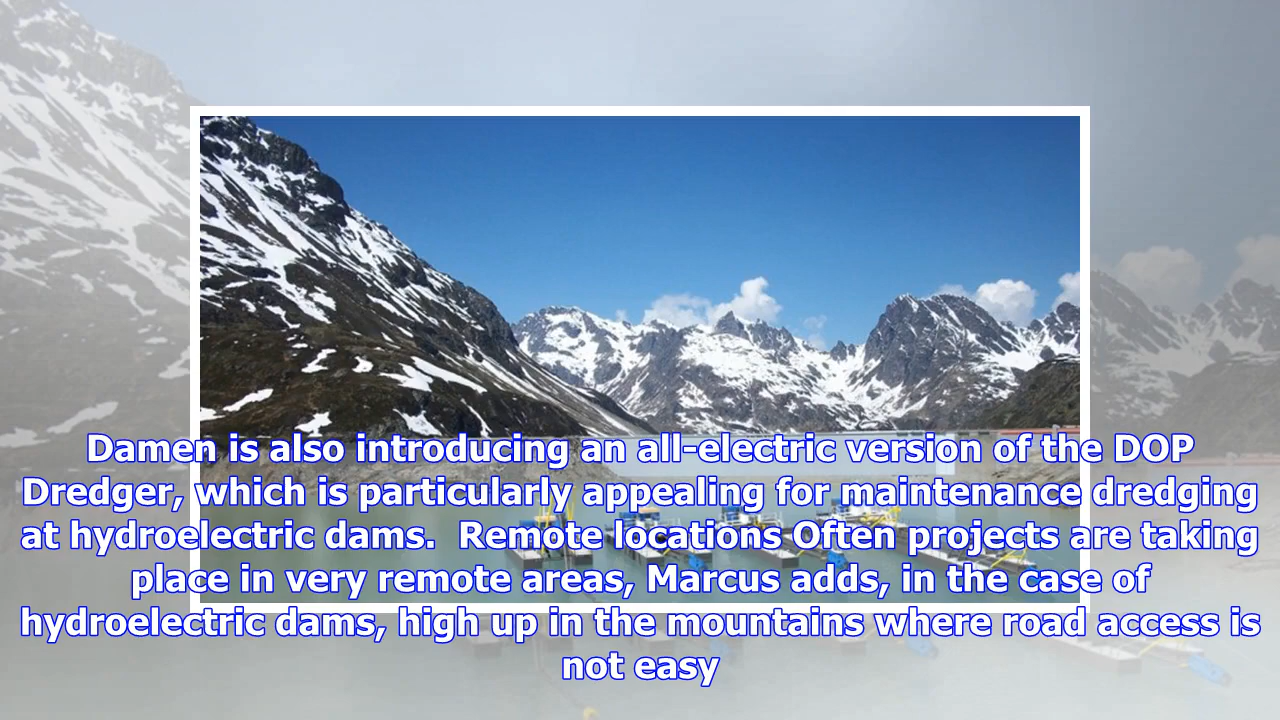 Damen is also introducing an all-electric version of the DOP
Dredger, which is particularly appealing for maintenance dredging
at hydroelectric dams.  Remote locations Often projects are taking
place in very remote areas, Marcus adds, in the case of
hydroelectric dams, high up in the mountains where road access is
not easy